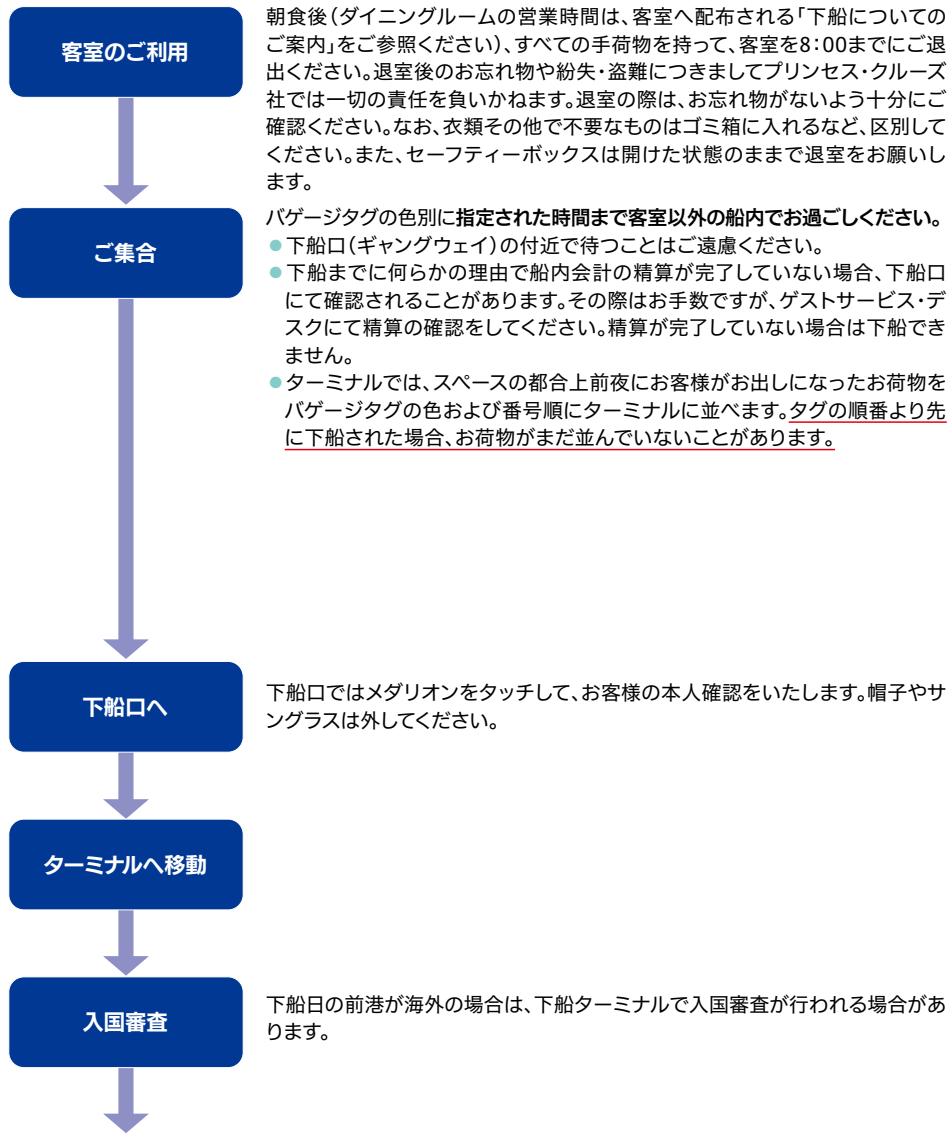 客室のご利用
朝食後(ダイニングルームの営業時間は、客室へ配布される「下船についての
ご案内」をご参照ください)、すべての手荷物を持って、客室を8:00までにご退
出ください。退室後のお忘れ物や紛失・盗難につきましてプリンセス・クルーズ
社では一切の責任を負いかねます。退室の際は、お忘れ物がないよう十分にご
確認ください。なお、衣類その他で不要なものはゴミ箱に入れるなど、区別して
ください。また、セーフティーボックスは開けた状態のままで退室をお願いし
ます。
ご集合
バゲージタグの色別に指定された時間まで客室以外の船内でお過ごしください。
●下船口(ギャングウェイ)の付近で待つことはご遠慮ください。
●下船までに何らかの理由で船内会計の精算が完了していない場合、下船口
にて確認されることがあります。その際はお手数ですが、ゲストサービス・デ
スクにて精算の確認をしてください。精算が完了していない場合は下船でき
ません。
●ターミナルでは、スペースの都合上前夜にお客様がお出しになったお荷物を
バゲージタグの色および番号順にターミナルに並べます。タグの順番より先
に下船された場合、お荷物がまだ並んでいないことがあります。
下船口へ
下船口ではメダリオンをタッチして、お客様の本人確認をいたします。帽子やサ
ングラスは外してください。
ターミナルへ移動
入国審査
下船日の前港が海外の場合は、下船ターミナルで入国審査が行われる場合があ
ります。